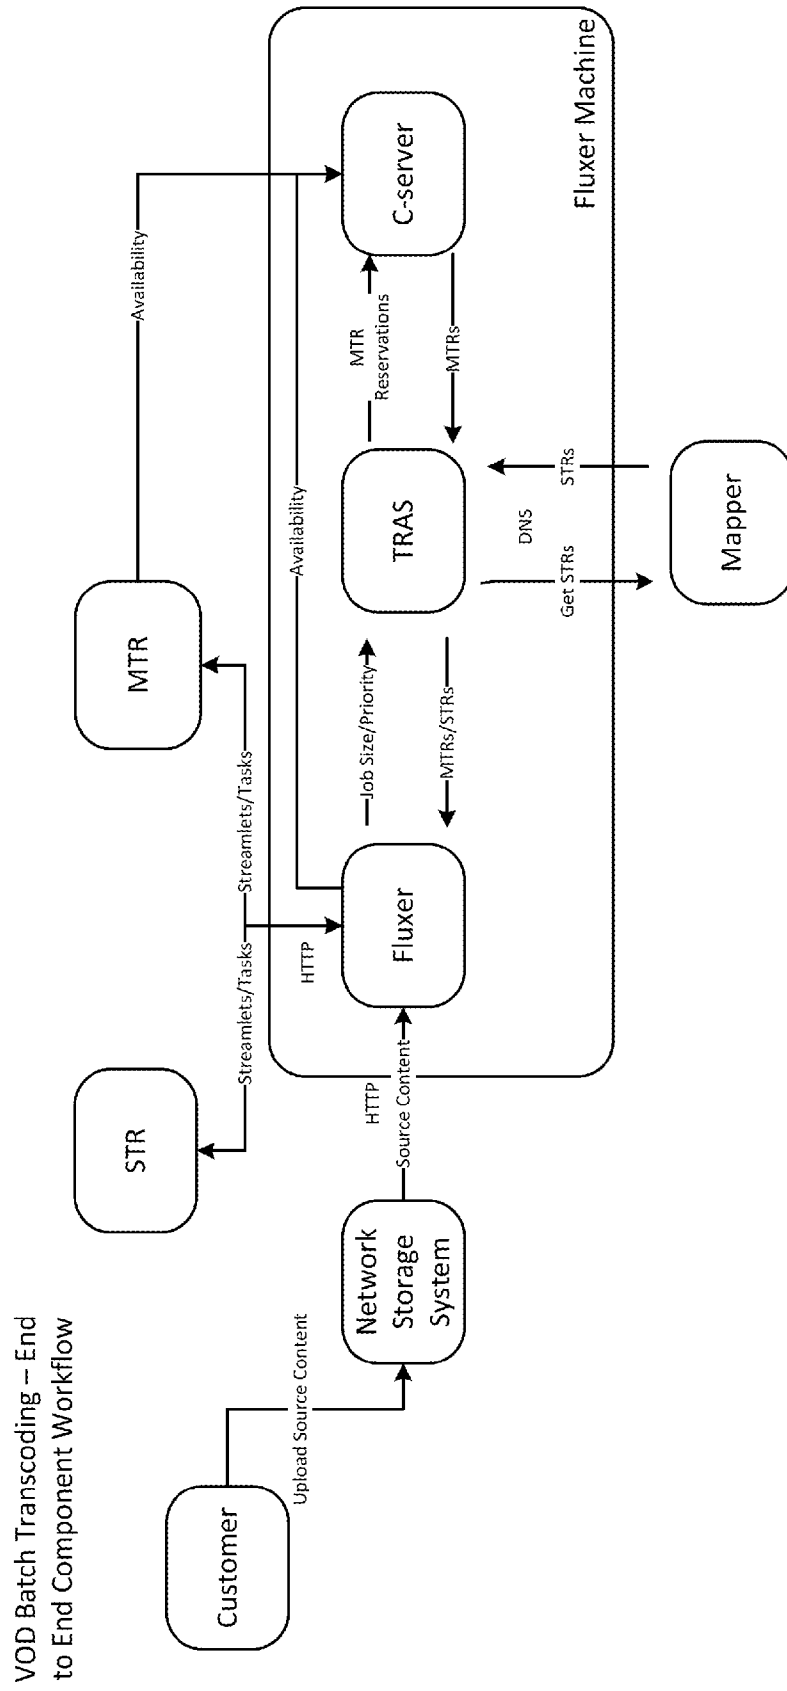 VOD Batch Transcoding – End
to End Component Workflow
Customer
Upload Source Content
Network
Storage
System
HTTP
Source Content
STR
Streamlets/Tasks
Streamlets/Tasks
MTR
Availability
HTTP
Fluxer
Availability
Job Size/Priority
MTRs/STRs
TRAS
MTR
Reservations
MTRs
C-server
Get STRs
DNS
STRs
Mapper
Fluxer Machine